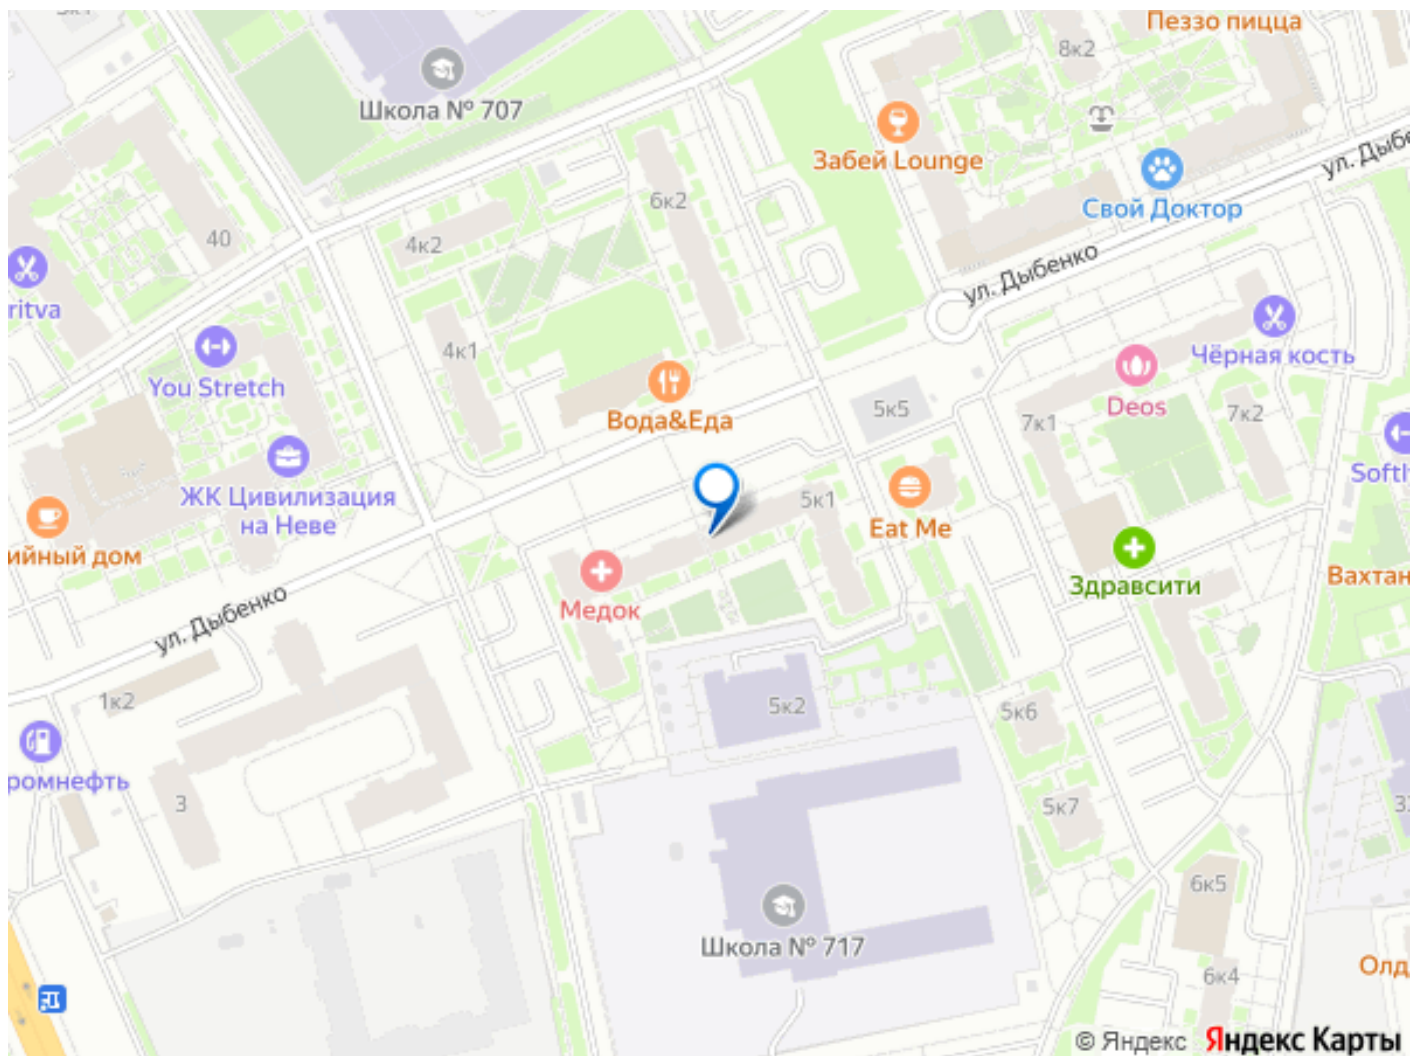 Пеззо пицца
8к2
Школа № 707
Забей Lounge
ул. Дыбе
Свой Доктор
6к2
4к2
40
ул. Дыбенко
ritva
4к1
You Stretch
Чёрная кость
Deos
5к5
7к1
7к2
Вода&Еда
ЖК Цивилизация
на Неве
Softl
5к1
Eat Me
ийный дом
Медок
Здравсити
Вахтан
ул. Дыбенко
1к2
5к2
5к6
ромнефть
3
5к7
6к5
Школа № 717
6к4
Олд
© Яндекс Яндекс Карты